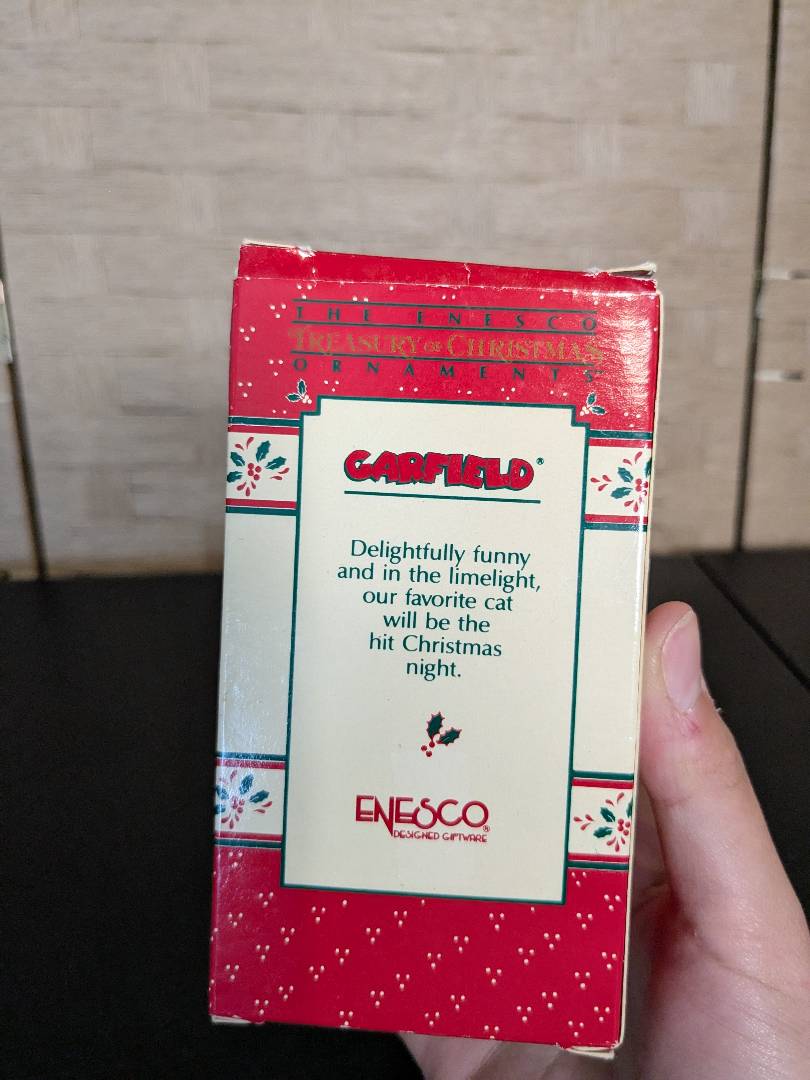 THE ENESCO
TREASURY OF CHRISTMAS
ORNAMENTS
GARFIELD®
Delightfully funny
and in the limelight,
our favorite cat
will be the
hit Christmas
night.
ENESCO®
DESIGNED GIFTWARE